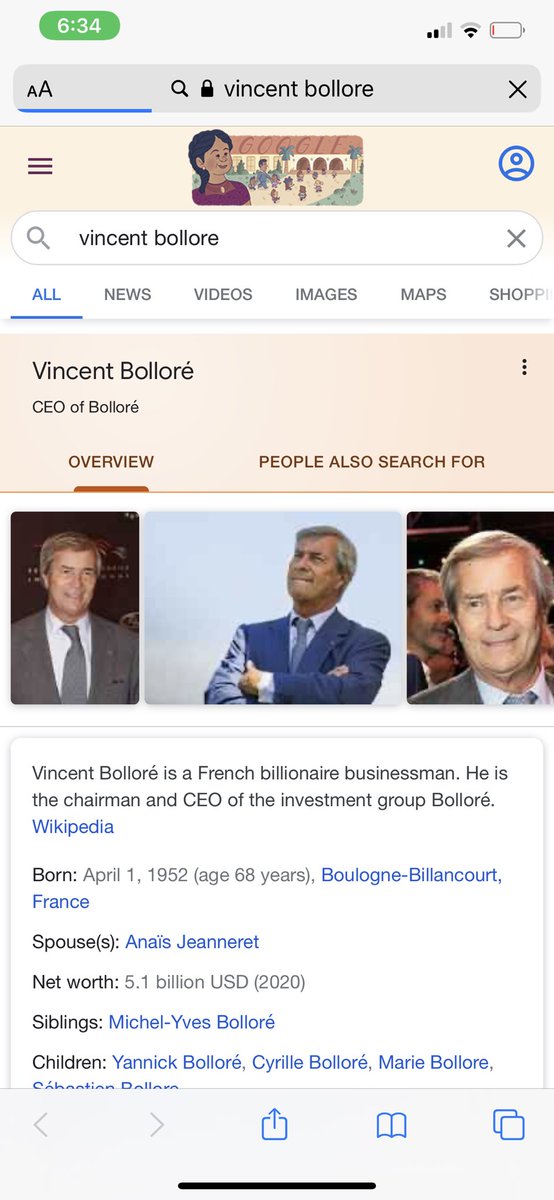 6:34
AA vincent bollore
GOOGLE
vincent bollore
ALL NEWS VIDEOS IMAGES MAPS SHOPPI
Vincent Bolloré
CEO of Bolloré
OVERVIEW PEOPLE ALSO SEARCH FOR
Vincent Bolloré is a French billionaire businessman. He is
the chairman and CEO of the investment group Bolloré.
Wikipedia
Born: April 1, 1952 (age 68 years), Boulogne-Billancourt,
France
Spouse(s): Anaïs Jeanneret
Net worth: 5.1 billion USD (2020)
Siblings: Michel-Yves Bolloré
Children: Yannick Bolloré, Cyrille Bolloré, Marie Bollore,
Sébastien Bollore